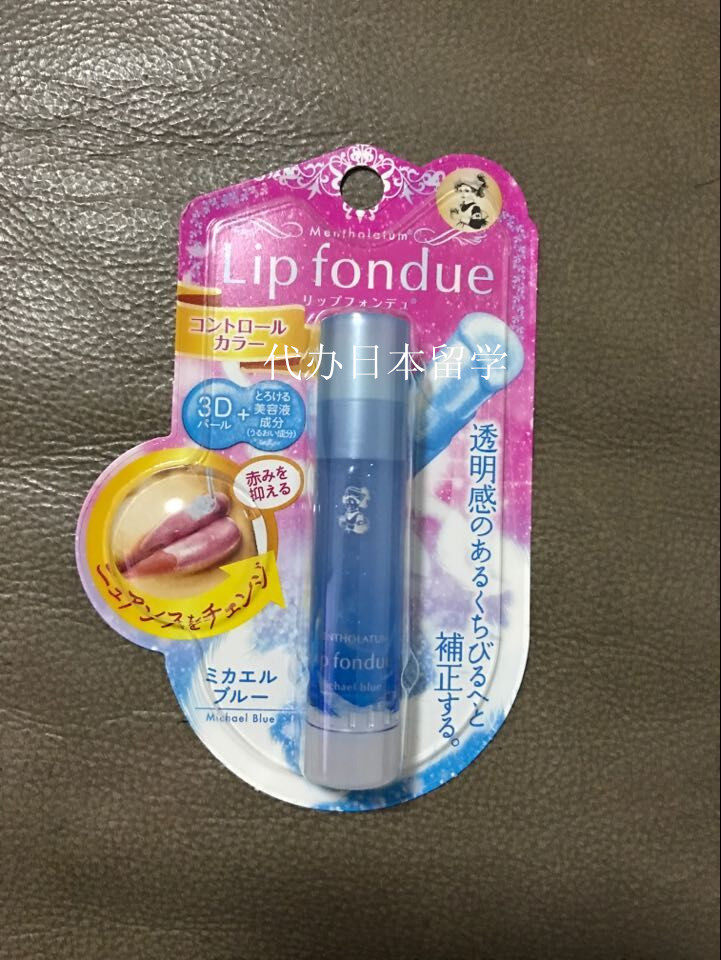 Mentholatum
Lip fondue
リップフォンデュ
コントロール
カラー
代办日本留学
3D
パール
+
とろける
美容液
成分
(うるおい成分)
赤みを
抑える
ニュアンスをチェンジ
透明感のあるくちびるへと
補正する。
ミカエル
ブルー
Michael Blue
ENTHOLATUM
p fondue
chael blue